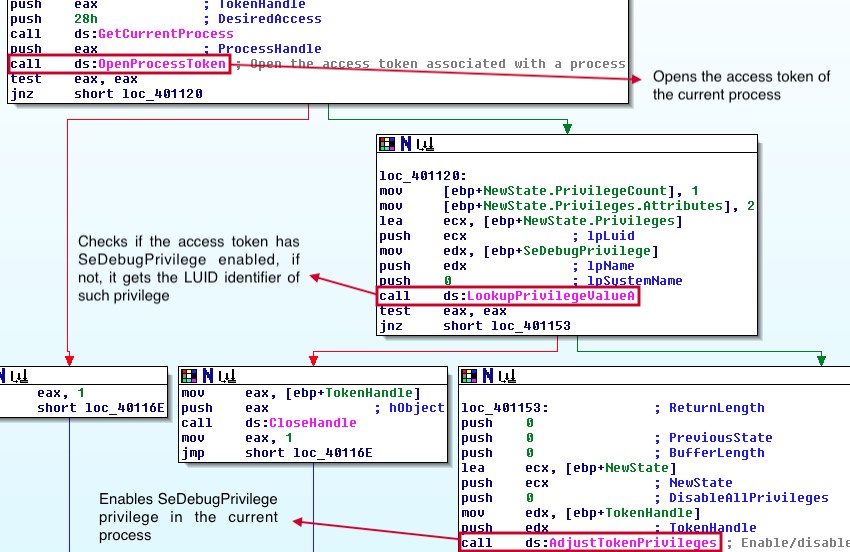 push eax ; TokenHandle
push 28h ; DesiredAccess
call ds:GetCurrentProcess
push eax ; ProcessHandle
call ds:OpenProcessToken ; Open the access token associated with a process
test eax, eax
jnz short loc_401120
Opens the access token of
the current process
loc_401120:
mov [ebp+NewState.PrivilegeCount], 1
mov [ebp+NewState.Privileges.Attributes], 2
lea ecx, [ebp+NewState.Privileges]
push ecx ; lpLuid
mov edx, [ebp+SeDebugPrivilege]
push edx ; lpName
push 0 ; lpSystemName
call ds:LookupPrivilegeValueA
test eax, eax
jnz short loc_401153
Checks if the access token has
SeDebugPrivilege enabled, if
not, it gets the LUID identifier of
such privilege
eax, 1
short loc_40116E
mov eax, [ebp+TokenHandle]
push eax ; hObject
call ds:CloseHandle
mov eax, 1
jmp short loc_40116E
loc_401153: ; ReturnLength
push 0
push 0 ; PreviousState
push 0 ; BufferLength
lea ecx, [ebp+NewState]
push ecx ; NewState
push 0 ; DisableAllPrivileges
mov edx, [ebp+TokenHandle]
push edx ; TokenHandle
call ds:AdjustTokenPrivileges ; Enable/disable
Enables SeDebugPrivilege
privilege in the current
process